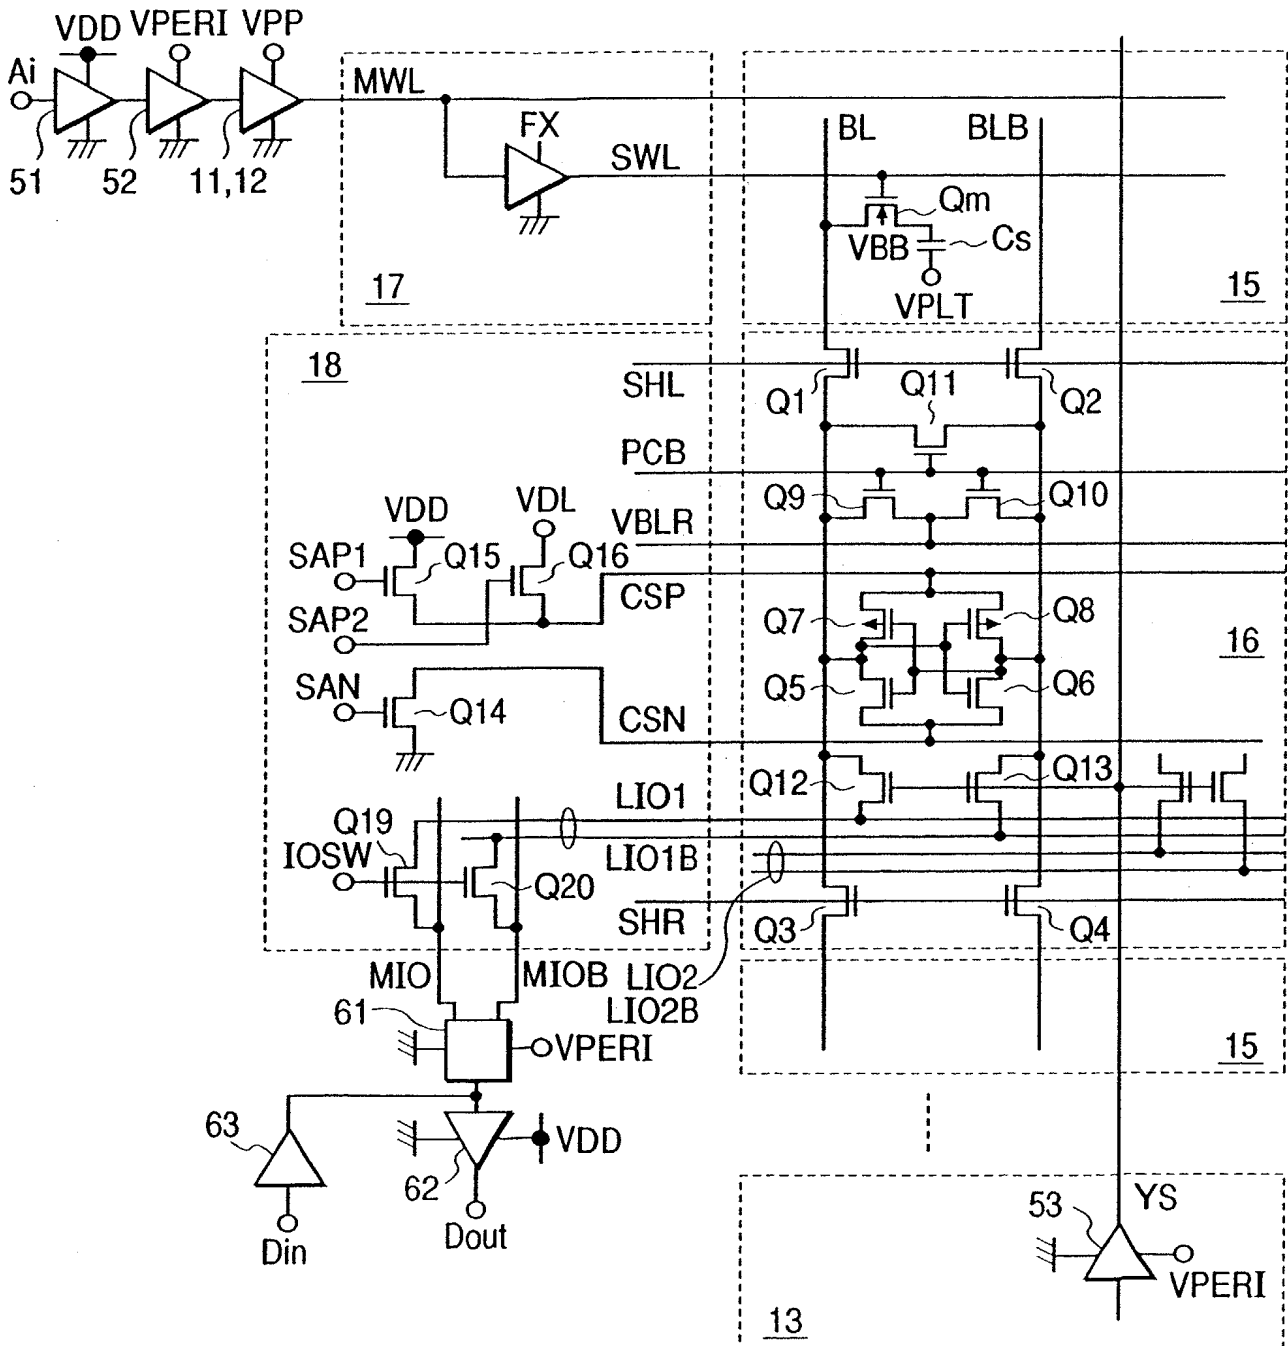 VDD VPERI VPP
Ai
MWL
FX
BL BLB
SWL
51 52 11,12
Qm
VBB Cs
VPLT
17
15
18
SHL
Q1 Q11 Q2
PCB
Q9 Q10
VDD VDL
VBLR
SAP1 Q15 Q16
CSP
SAP2
Q7 Q8
16
SAN
Q14
Q5 Q6
CSN
Q12 Q13
LIO1
Q19
IOSW
LIO1B
Q20
SHR
Q3 Q4
MIO MIOB LIO2
LIO2B
61
VPERI
15
63
VDD
62
Din
Dout
53 YS
VPERI
13